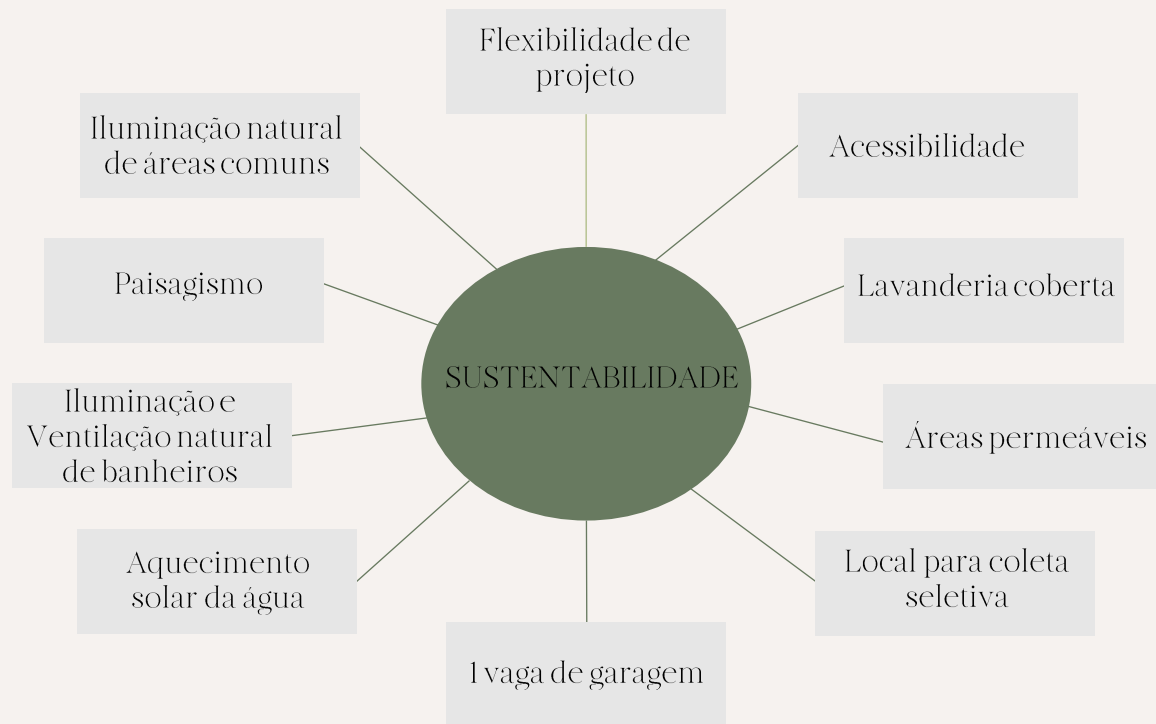 Flexibilidade de
projeto
Iluminação natural
de áreas comuns
Acessibilidade
Paisagismo
Lavanderia coberta
SUSTENTABILIDADE
Iluminação e
Ventilação natural
de banheiros
Áreas permeáveis
Aquecimento
solar da água
Local para coleta
seletiva
1 vaga de garagem